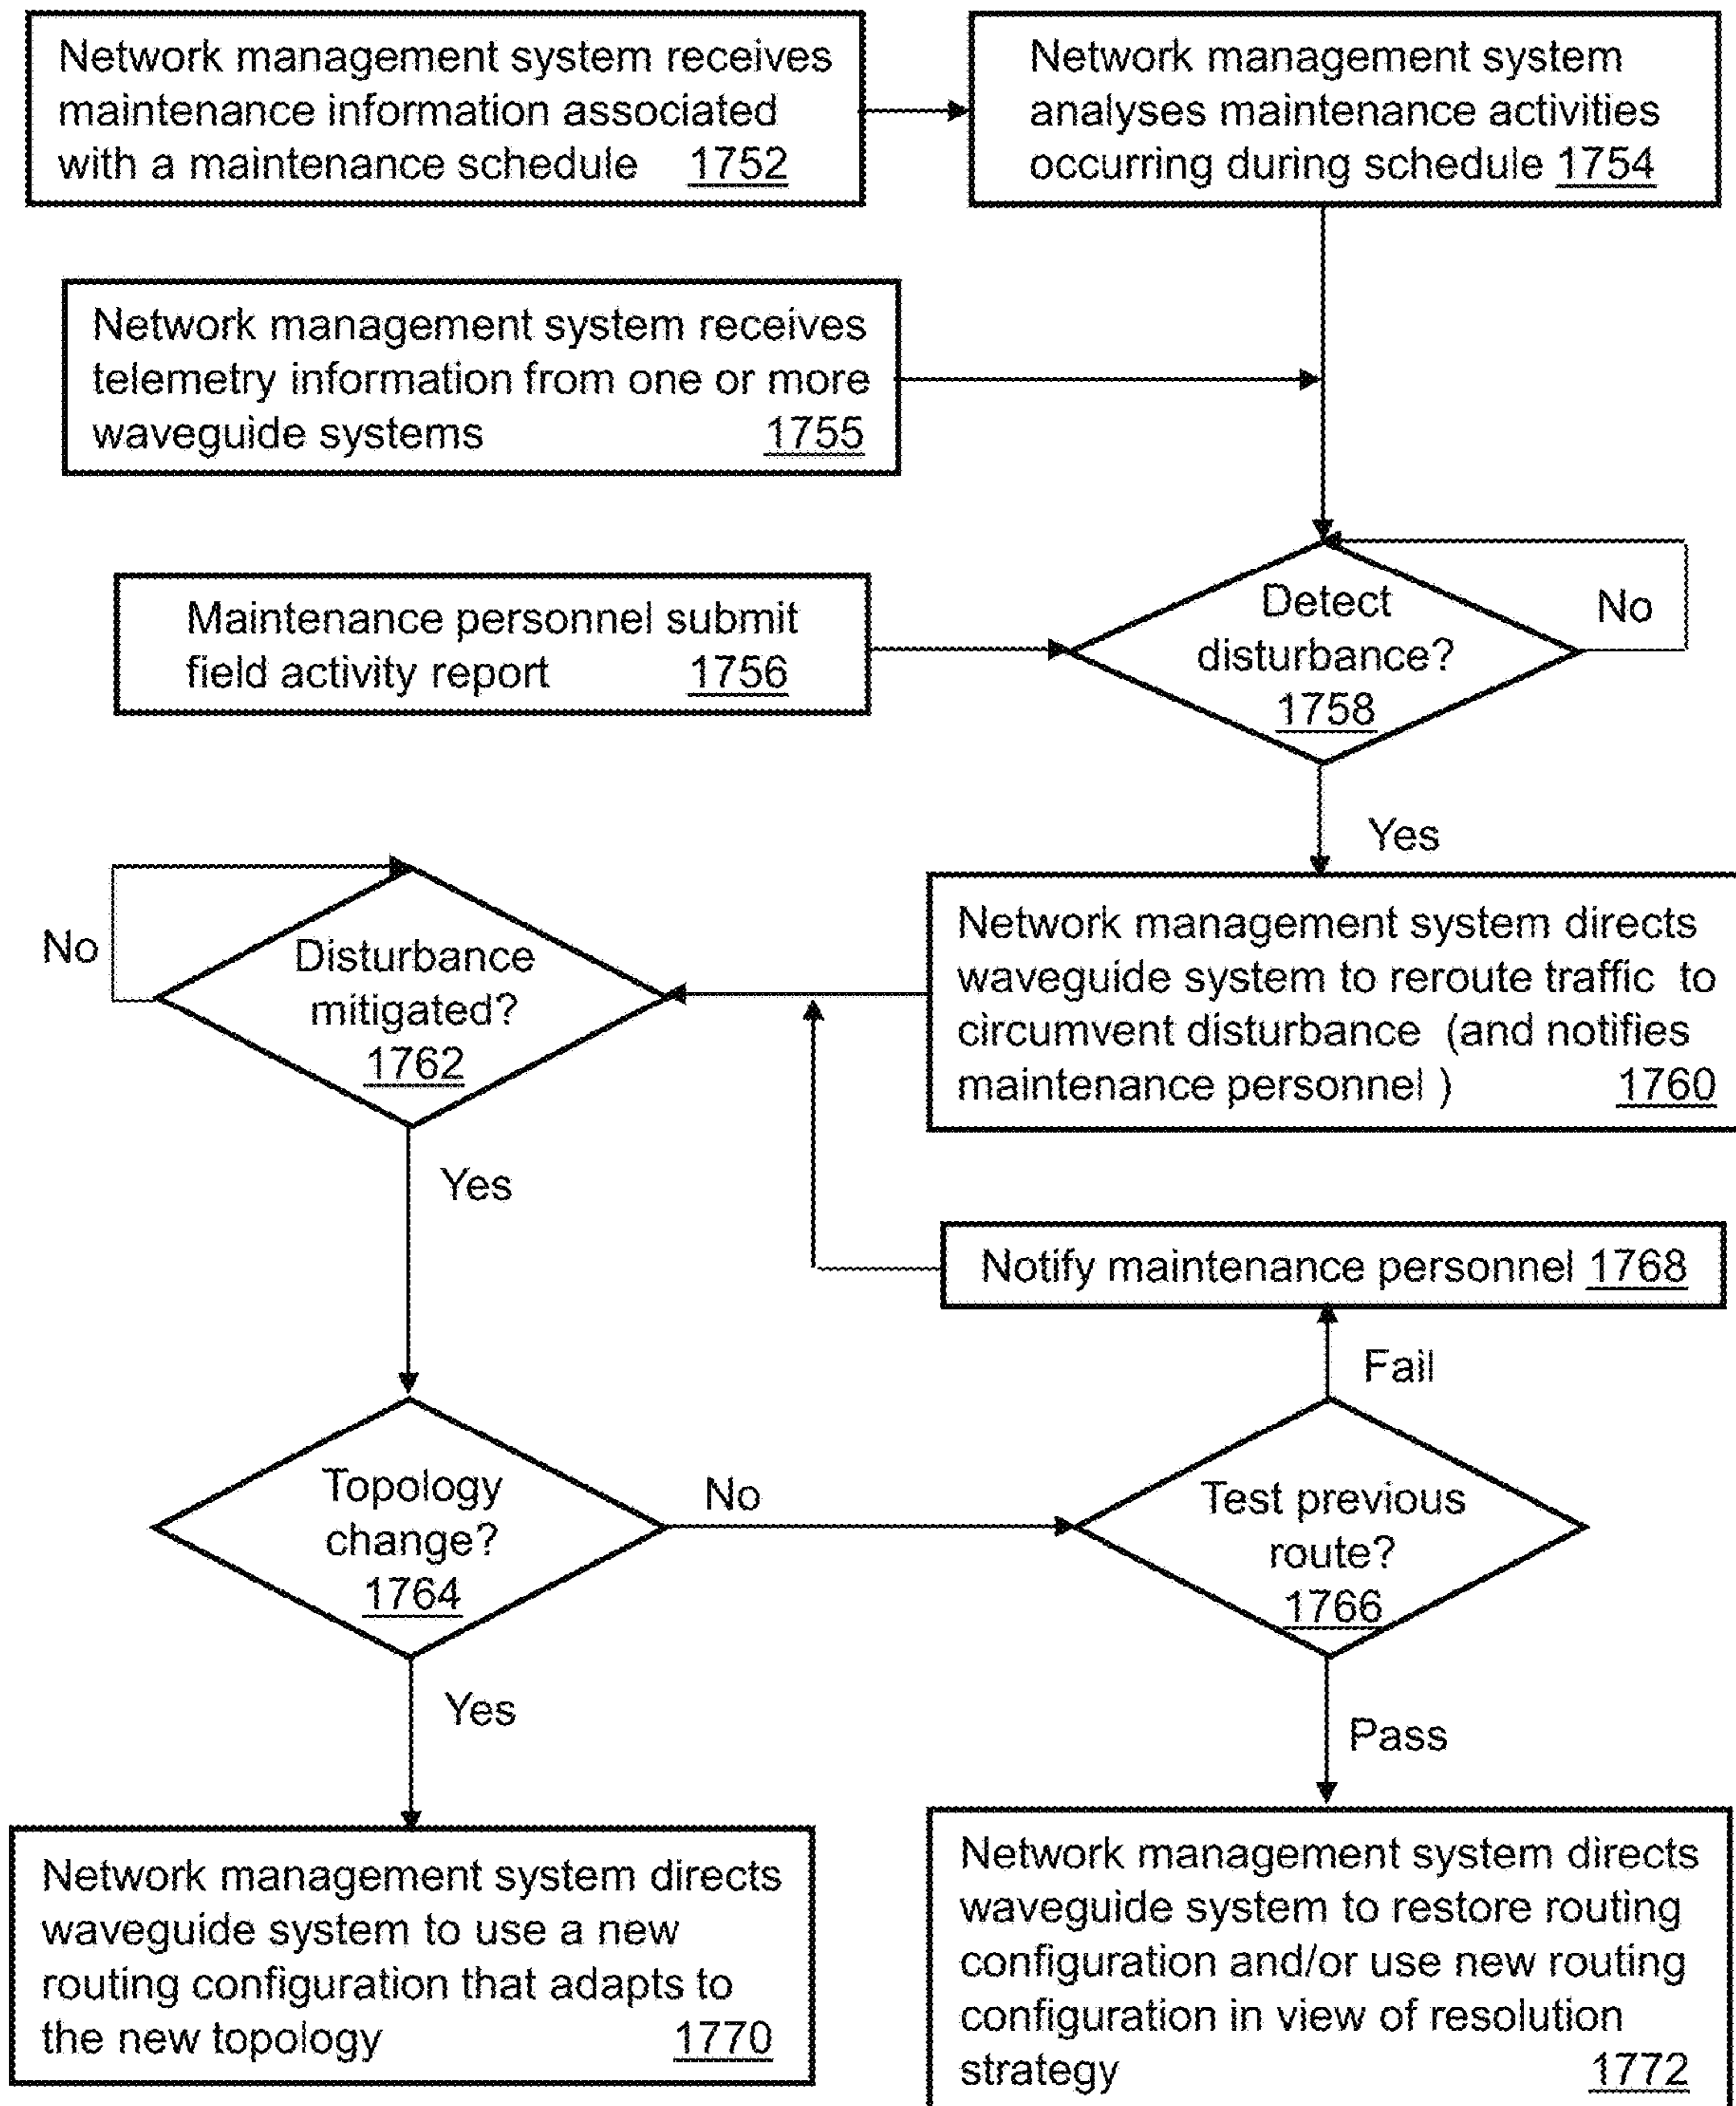 Network management system receives
maintenance information associated
with a maintenance schedule 1752
Network management system
analyses maintenance activities
occurring during schedule 1754
Network management system receives
telemetry information from one or more
waveguide systems 1755
Maintenance personnel submit
field activity report 1756
Detect
disturbance?
1758
No
Yes
Network management system directs
waveguide system to reroute traffic to
circumvent disturbance (and notifies
maintenance personnel ) 1760
Disturbance
mitigated?
1762
No
Yes
Notify maintenance personnel 1768
Fail
Topology
change?
1764
No
Test previous
route?
1766
Yes
Pass
Network management system directs
waveguide system to use a new
routing configuration that adapts to
the new topology 1770
Network management system directs
waveguide system to restore routing
configuration and/or use new routing
configuration in view of resolution
strategy 1772